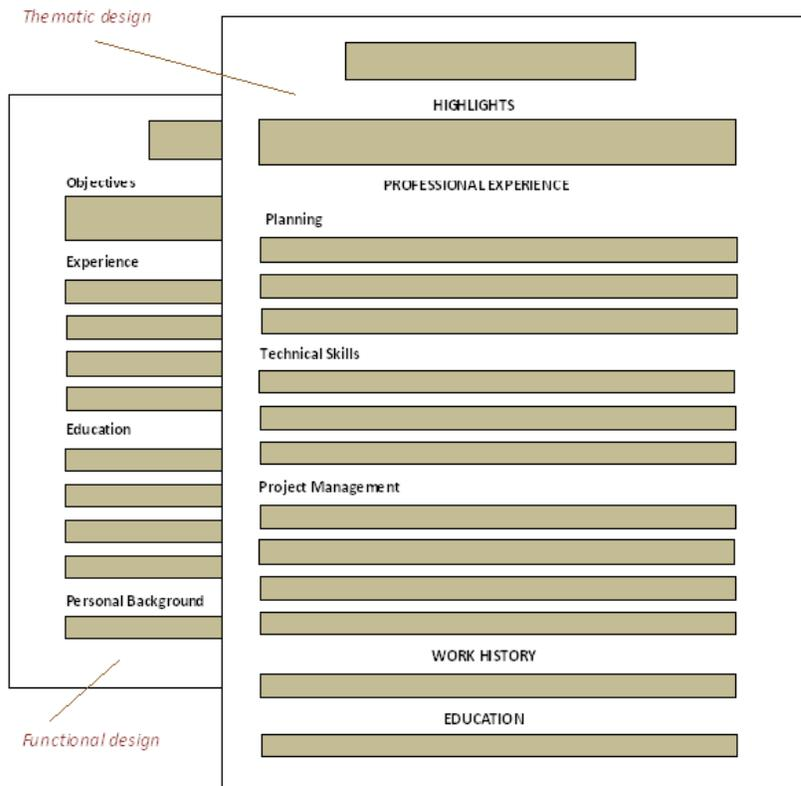 Thematic design
HIGHLIGHTS
PROFESSIONAL EXPERIENCE
Planning
Technical Skills
Project Management
WORK HISTORY
EDUCATION
Objectives
Experience
Education
Personal Background
Functional design